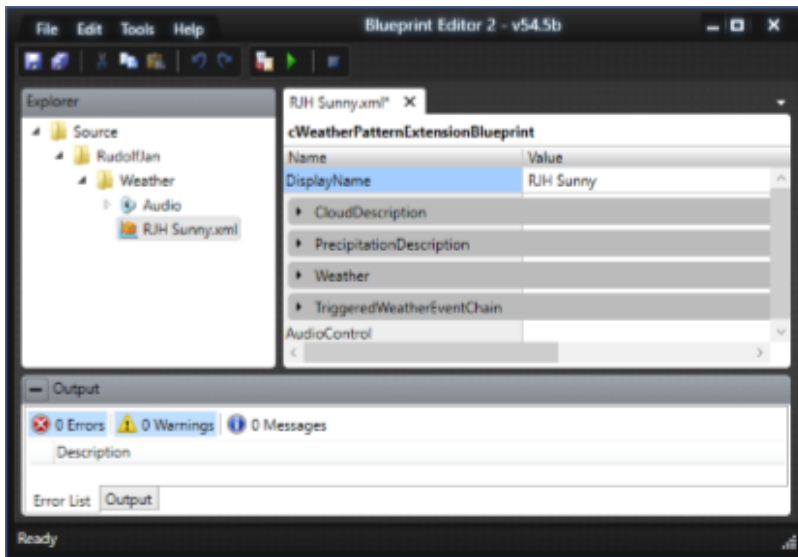 Blueprint Editor 2 - v54.5b
File Edit Tools Help
Explorer
Source
RudolfJan
Weather
Audio
RJH Sunny.xml
RJH Sunny.xml*
cWeatherPatternExtensionBlueprint
Name Value
DisplayName RJH Sunny
CloudDescription
PrecipitationDescription
Weather
TriggeredWeatherEventChain
AudioControl
Output
0 Errors 0 Warnings 0 Messages
Description
Error List Output
Ready